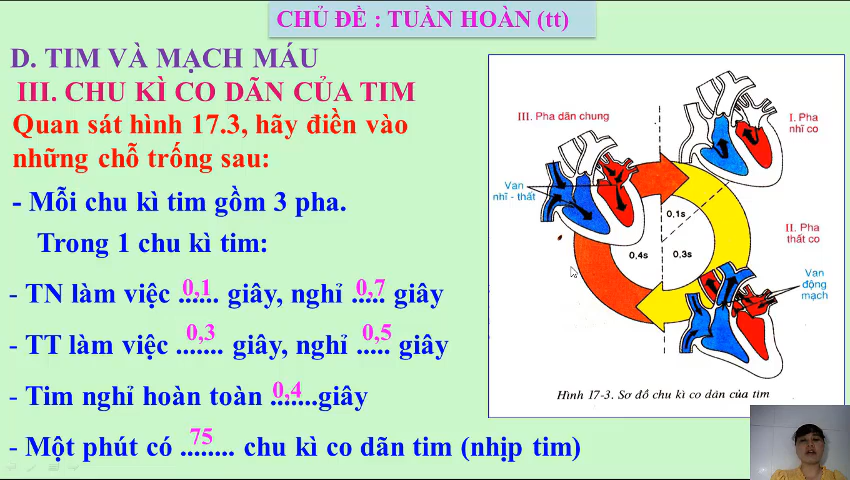 CHỦ ĐỀ : TUẦN HOÀN (tt)
D. TIM VÀ MẠCH MÁU
III. CHU KÌ CO DÃN CỦA TIM
Quan sát hình 17.3, hãy điền vào
những chỗ trống sau:
- Mỗi chu kì tim gồm 3 pha.
Trong 1 chu kì tim:
- TN làm việc 0,1 giây, nghỉ 0,7 giây
- TT làm việc 0,3 giây, nghỉ 0,5 giây
- Tim nghỉ hoàn toàn 0,4 giây
- Một phút có 75 chu kì co dãn tim (nhịp tim)
III. Pha dãn chung
I. Pha
nhĩ co
Van
nhĩ - thất
0,1s
0,4s
0,3s
II. Pha
thất co
Van
động
mạch
Hình 17-3. Sơ đồ chu kì co dãn của tim